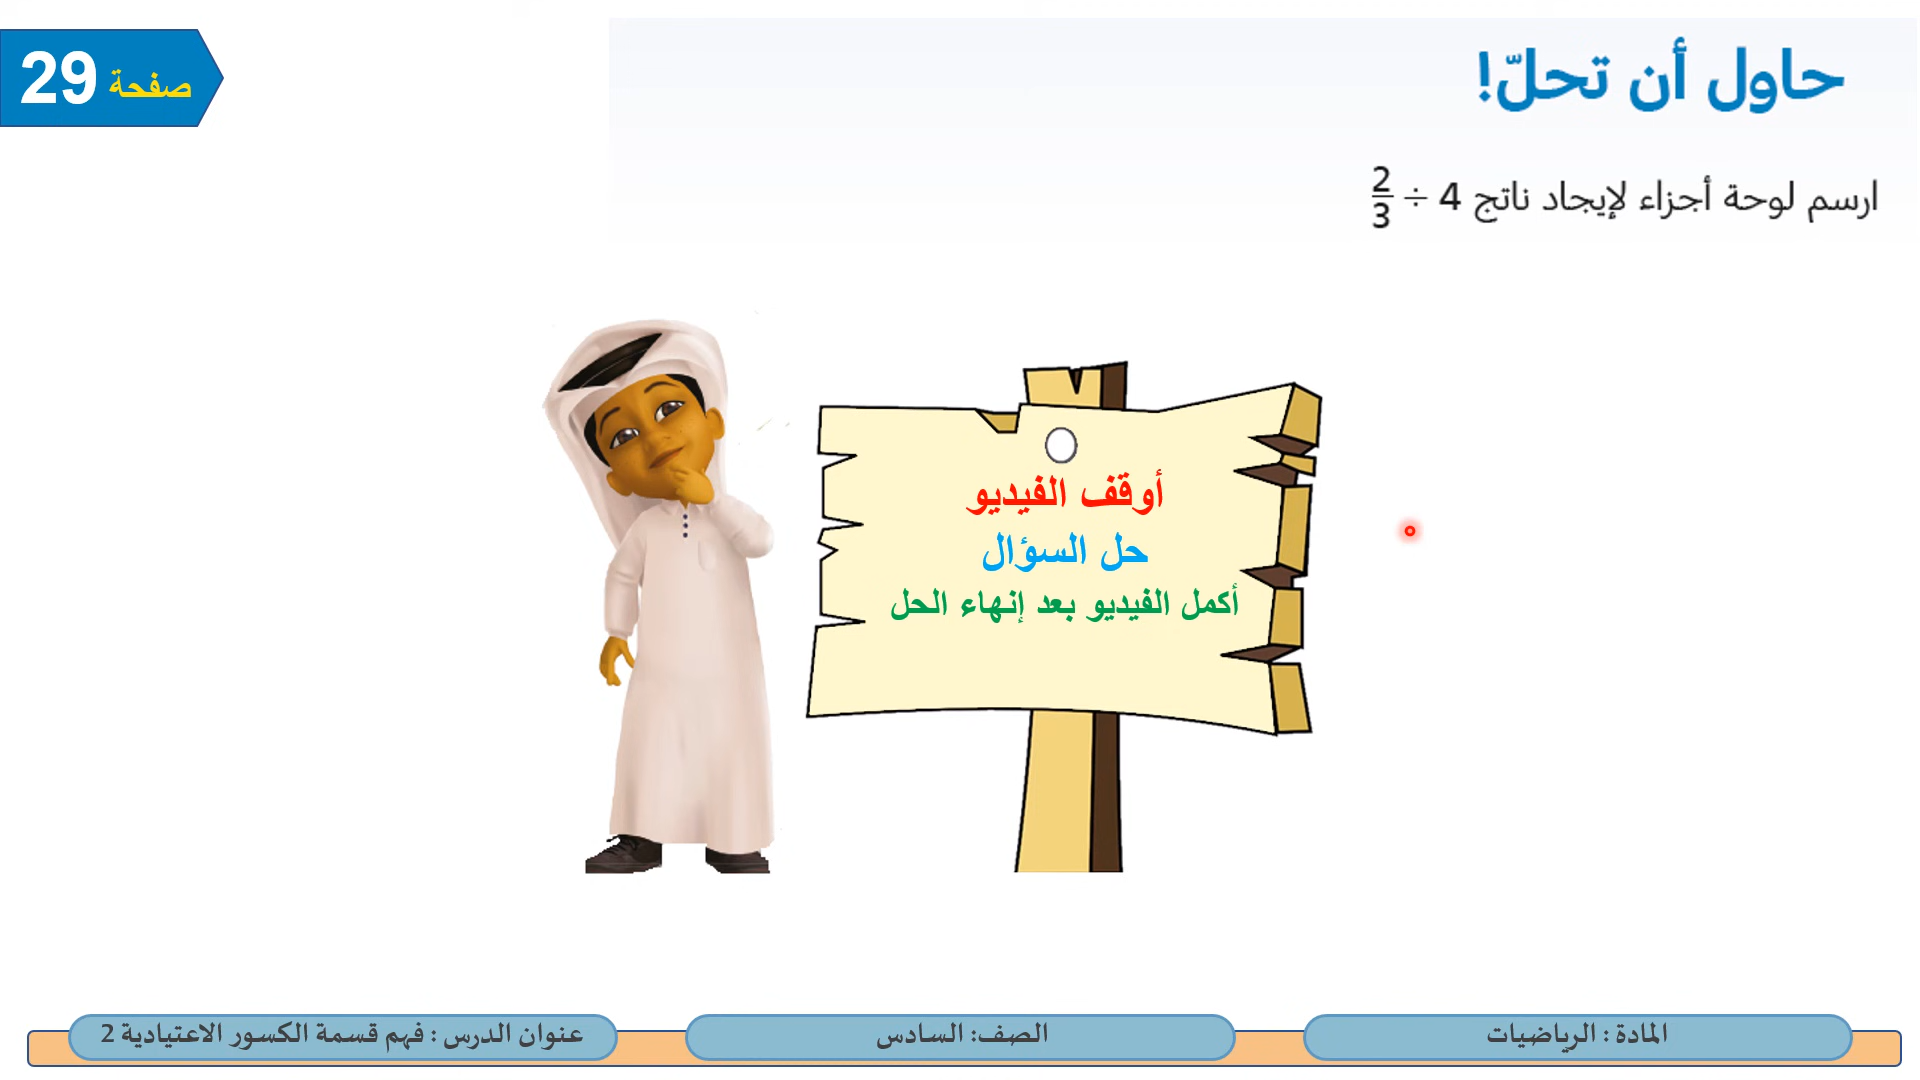 صفحة 29
حاول أن تحلّ!
ارسم لوحة أجزاء لإيجاد ناتج 4 ÷ 2/3
أوقف الفيديو
حل السؤال
أكمل الفيديو بعد إنهاء الحل
المادة : الرياضيات
الصف: السادس
عنوان الدرس : فهم قسمة الكسور الاعتيادية 2